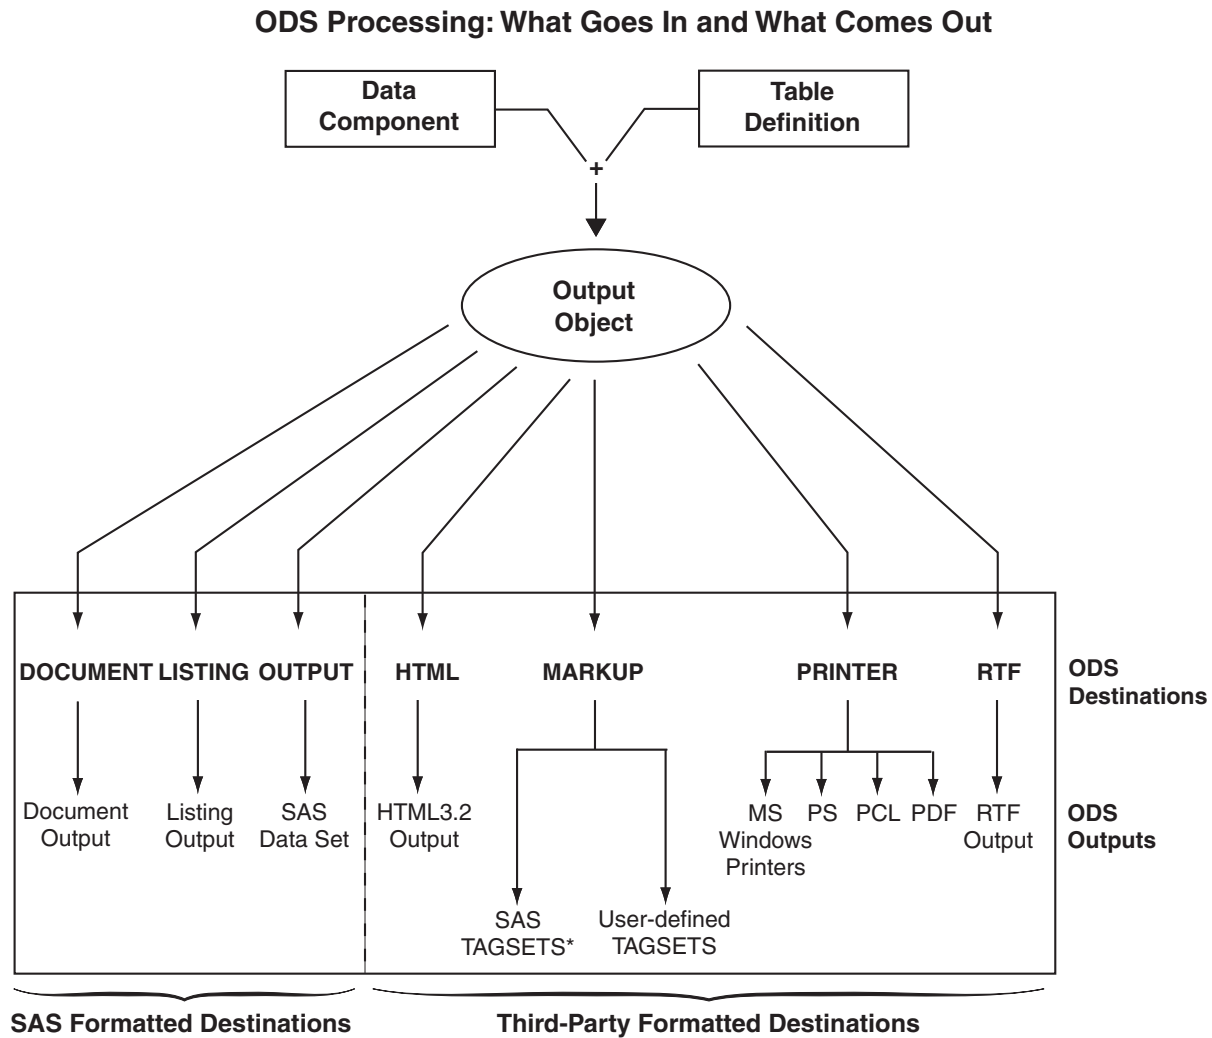 ODS Processing: What Goes In and What Comes Out
Data
Component
Table
Definition
+
Output
Object
DOCUMENT LISTING OUTPUT HTML MARKUP PRINTER RTF
ODS
Destinations
Document
Output
Listing
Output
SAS
Data Set
HTML3.2
Output
MS
Windows
Printers
PS
PCL
PDF
RTF
Output
ODS
Outputs
SAS
TAGSETS*
User-defined
TAGSETS
SAS Formatted Destinations
Third-Party Formatted Destinations